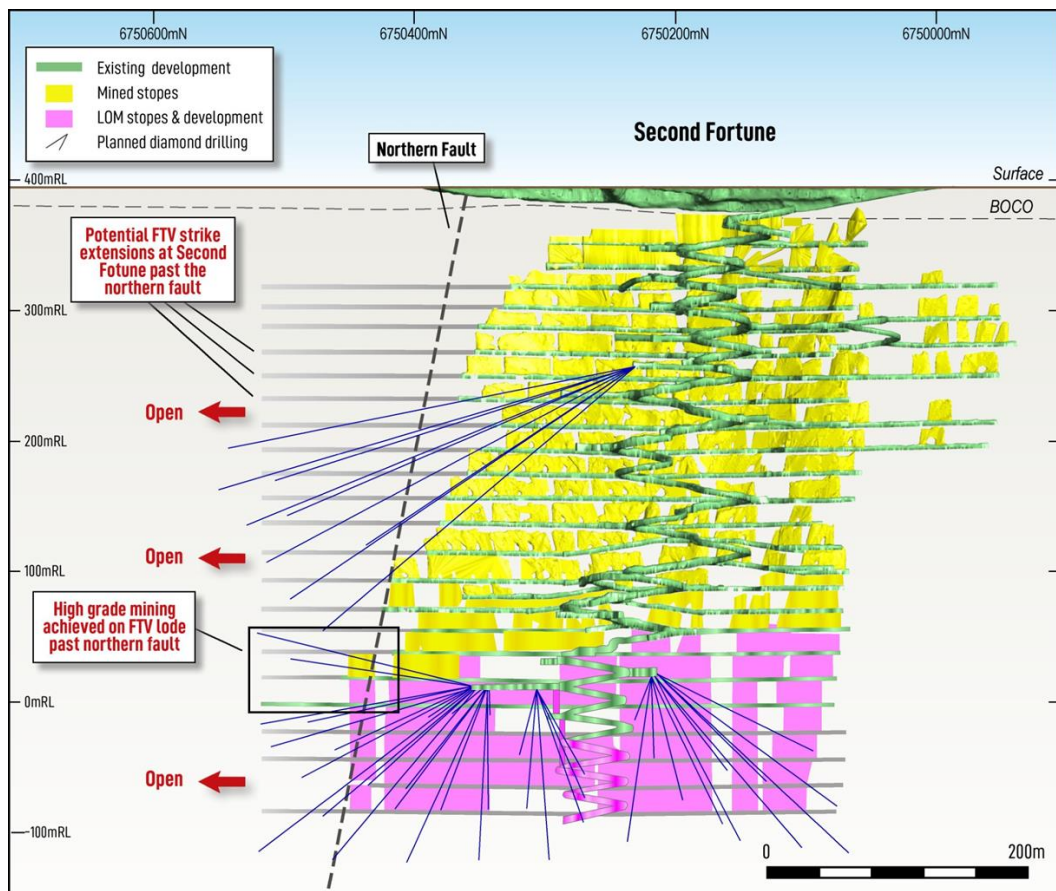 6750600mN
6750400mN
6750200mN
6750000mN
Existing development
Mined stopes
LOM stopes & development
Planned diamond drilling
Second Fortune
Northern Fault
400mRL
Surface
BOCO
Potential FTV strike
extensions at Second
Fotune past the
northern fault
300mRL
Open
200mRL
Open
100mRL
High grade mining
achieved on FTV lode
past northern fault
0mRL
Open
-100mRL
0
200m